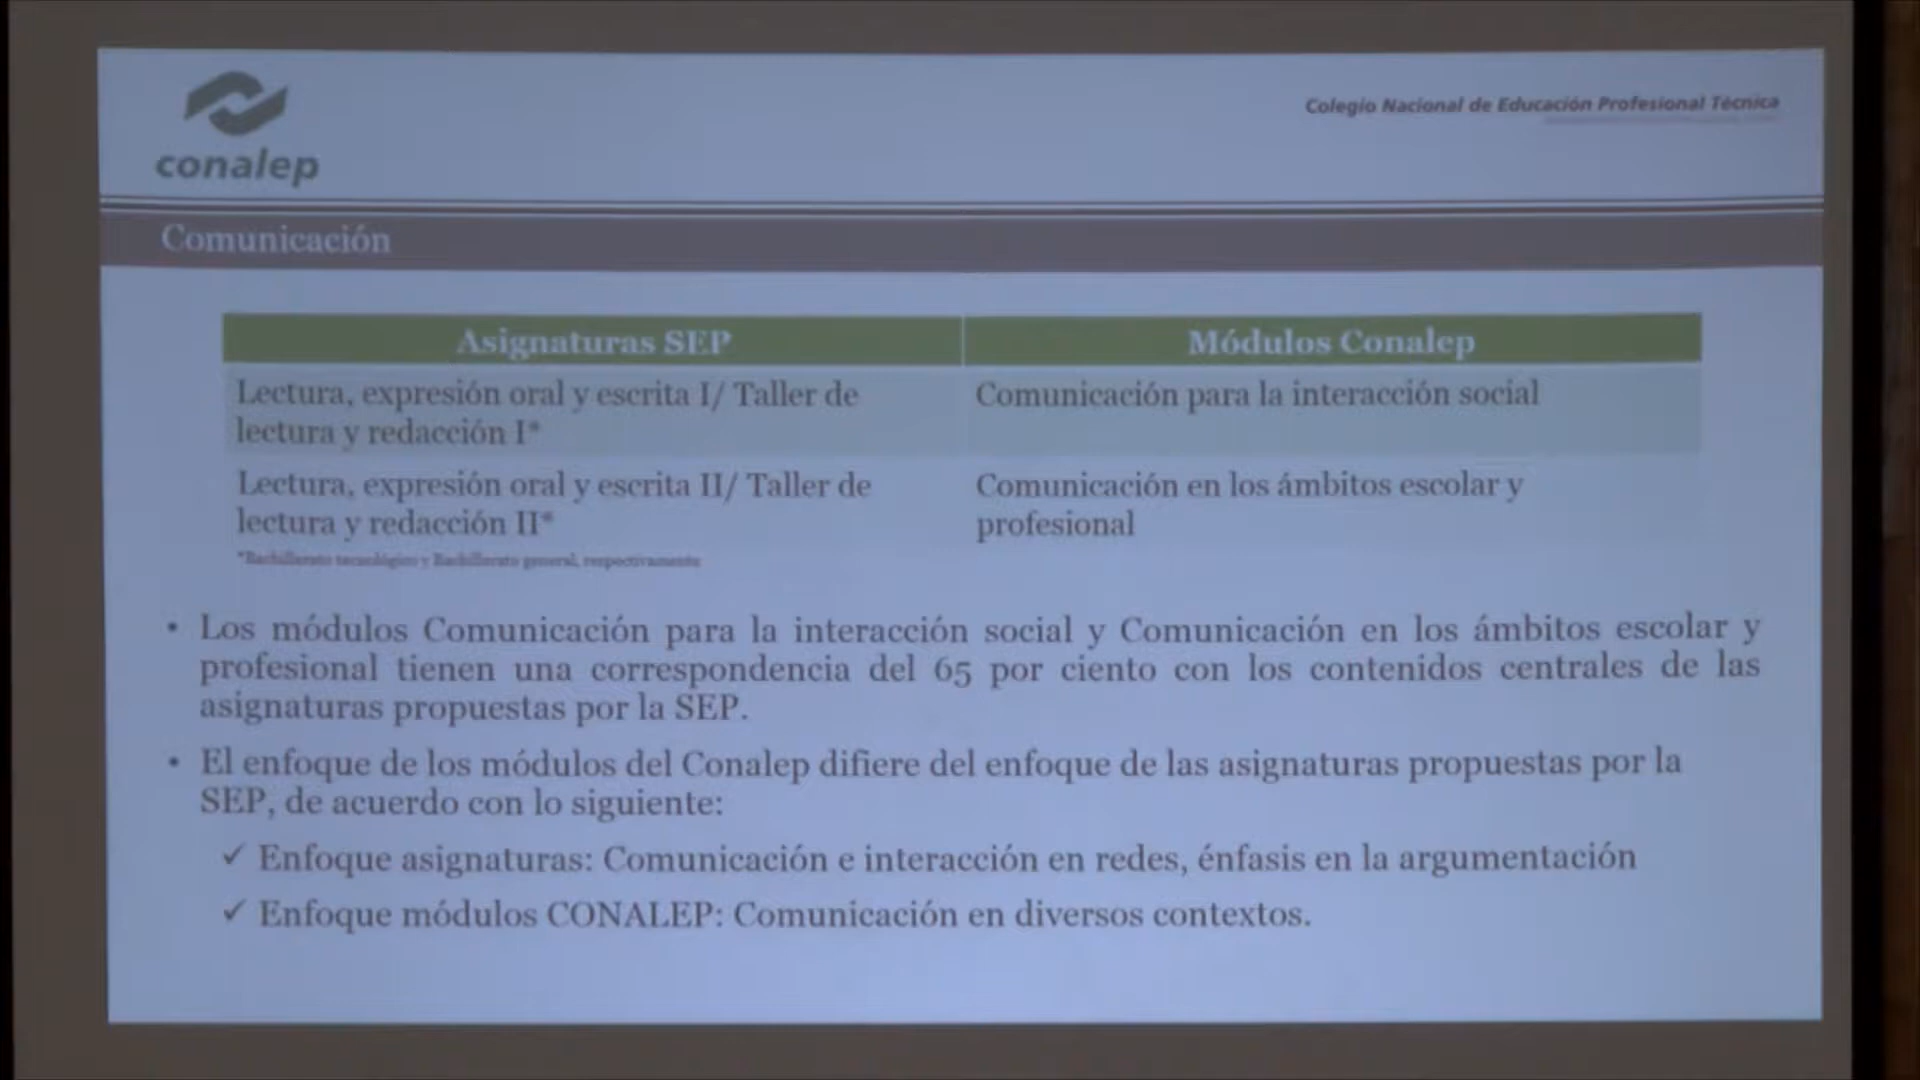 conalep
Colegio Nacional de Educación Profesional Técnica
Comunicación
Asignaturas SEP
Módulos Conalep
Lectura, expresión oral y escrita I/ Taller de
lectura y redacción I*
Comunicación para la interacción social
Lectura, expresión oral y escrita II/ Taller de
lectura y redacción II*
Comunicación en los ámbitos escolar y
profesional
*Bachillerato tecnológico y Bachillerato general, respectivamente
• Los módulos Comunicación para la interacción social y Comunicación en los ámbitos escolar y
profesional tienen una correspondencia del 65 por ciento con los contenidos centrales de las
asignaturas propuestas por la SEP.
• El enfoque de los módulos del Conalep difiere del enfoque de las asignaturas propuestas por la
SEP, de acuerdo con lo siguiente:
✓ Enfoque asignaturas: Comunicación e interacción en redes, énfasis en la argumentación
✓ Enfoque módulos CONALEP: Comunicación en diversos contextos.